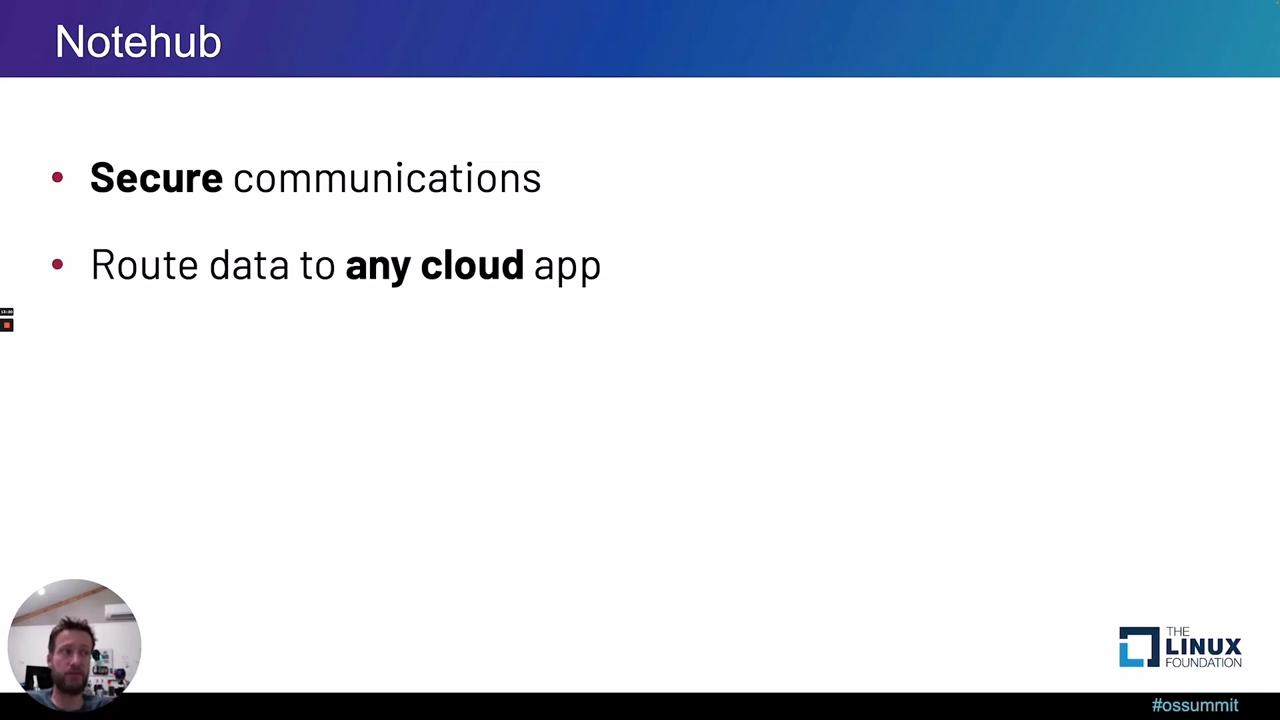 Notehub
• Secure communications
• Route data to any cloud app
THE
LINUX
FOUNDATION
#ossummit